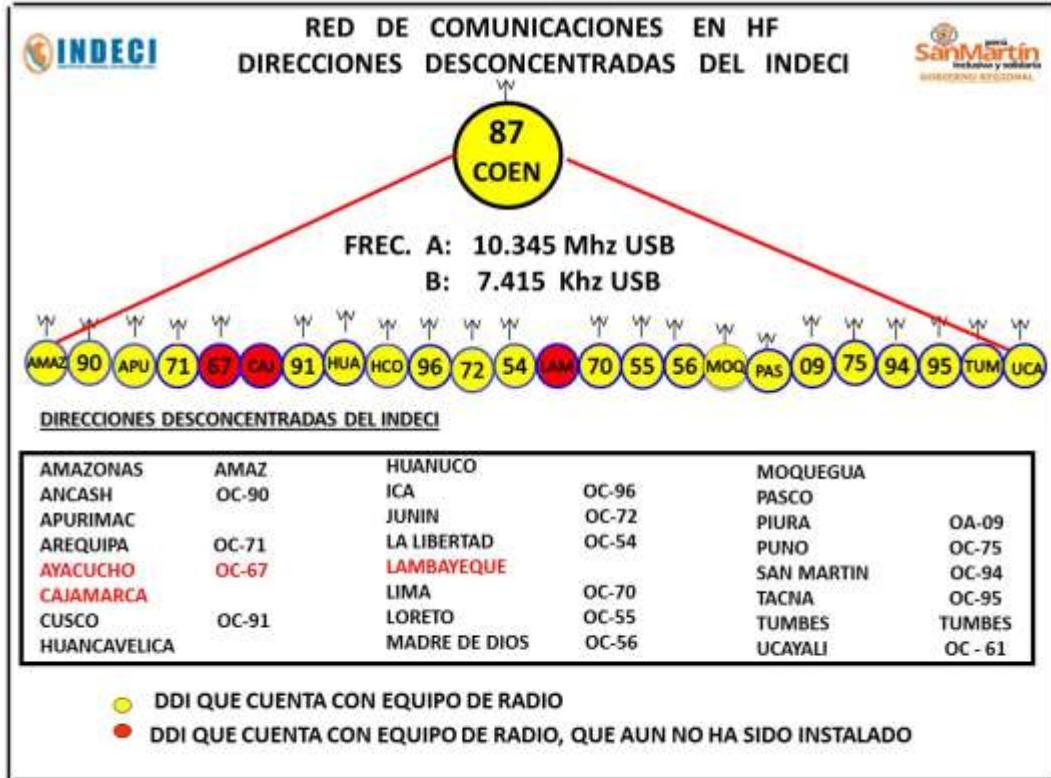 INDECI
RED DE COMUNICACIONES EN HF
DIRECCIONES DESCONCENTRADAS DEL INDECI
perú
SanMartín
inclusiva y solidaria
GOBIERNO REGIONAL
87
COEN
FREC. A: 10.345 Mhz USB
B: 7.415 Khz USB
AMAZ 90 APU 71 67 CAJ 91 HUA HCO 96 72 54 LAM 70 55 56 MOQ PAS 09 75 94 95 TUM UCA
DIRECCIONES DESCONCENTRADAS DEL INDECI
AMAZONAS AMAZ
ANCASH OC-90
APURIMAC
AREQUIPA OC-71
AYACUCHO OC-67
CAJAMARCA
CUSCO OC-91
HUANCAVELICA
HUANUCO
ICA OC-96
JUNIN OC-72
LA LIBERTAD OC-54
LAMBAYEQUE
LIMA OC-70
LORETO OC-55
MADRE DE DIOS OC-56
MOQUEGUA
PASCO
PIURA OA-09
PUNO OC-75
SAN MARTIN OC-94
TACNA OC-95
TUMBES TUMBES
UCAYALI OC - 61
DDI QUE CUENTA CON EQUIPO DE RADIO
DDI QUE CUENTA CON EQUIPO DE RADIO, QUE AUN NO HA SIDO INSTALADO